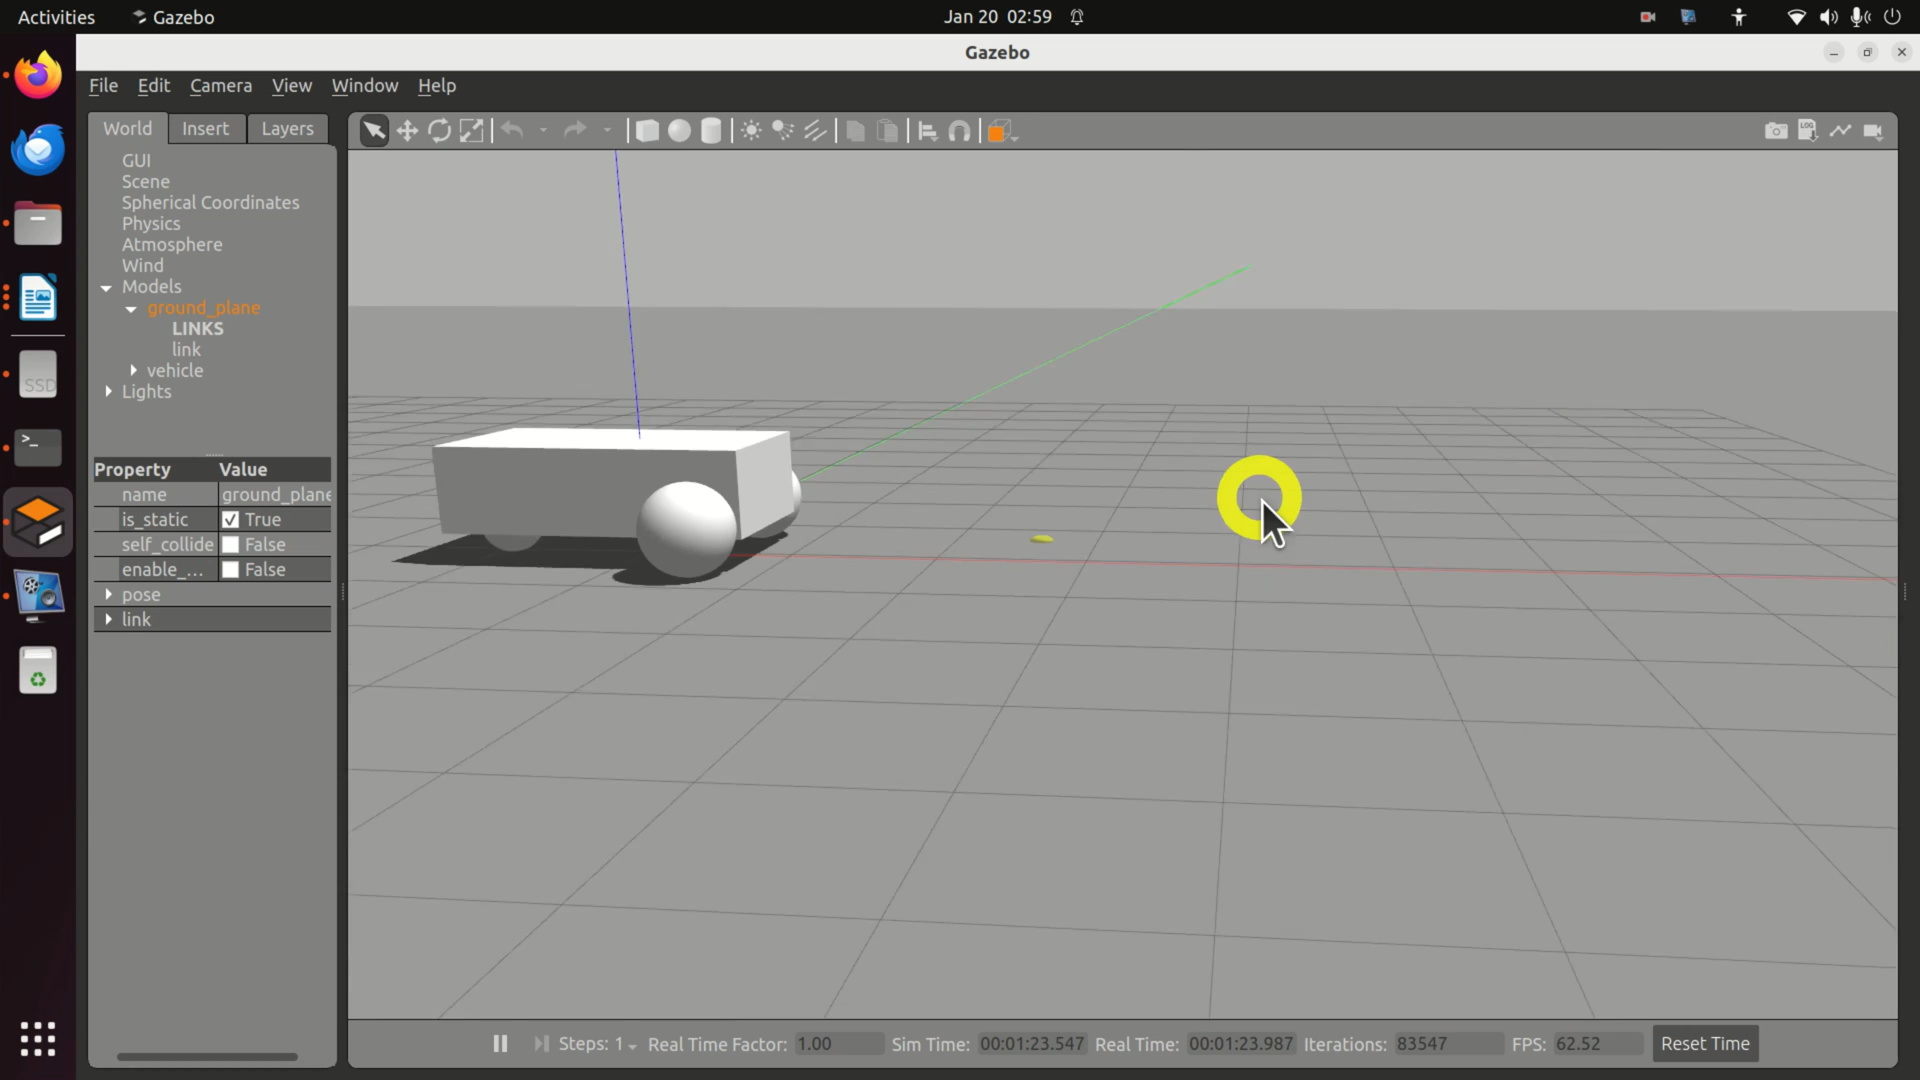 Activities Gazebo Jan 20 02:59
Gazebo
File Edit Camera View Window Help
World Insert Layers
GUI
Scene
Spherical Coordinates
Physics
Atmosphere
Wind
Models
ground_plane
LINKS
link
vehicle
Lights
Property Value
name ground_plane
is_static True
self_collide False
enable_... False
pose
link
SSD
LOG
Steps: 1 Real Time Factor: 1.00 Sim Time: 00:01:23.547 Real Time: 00:01:23.987 Iterations: 83547 FPS: 62.52 Reset Time